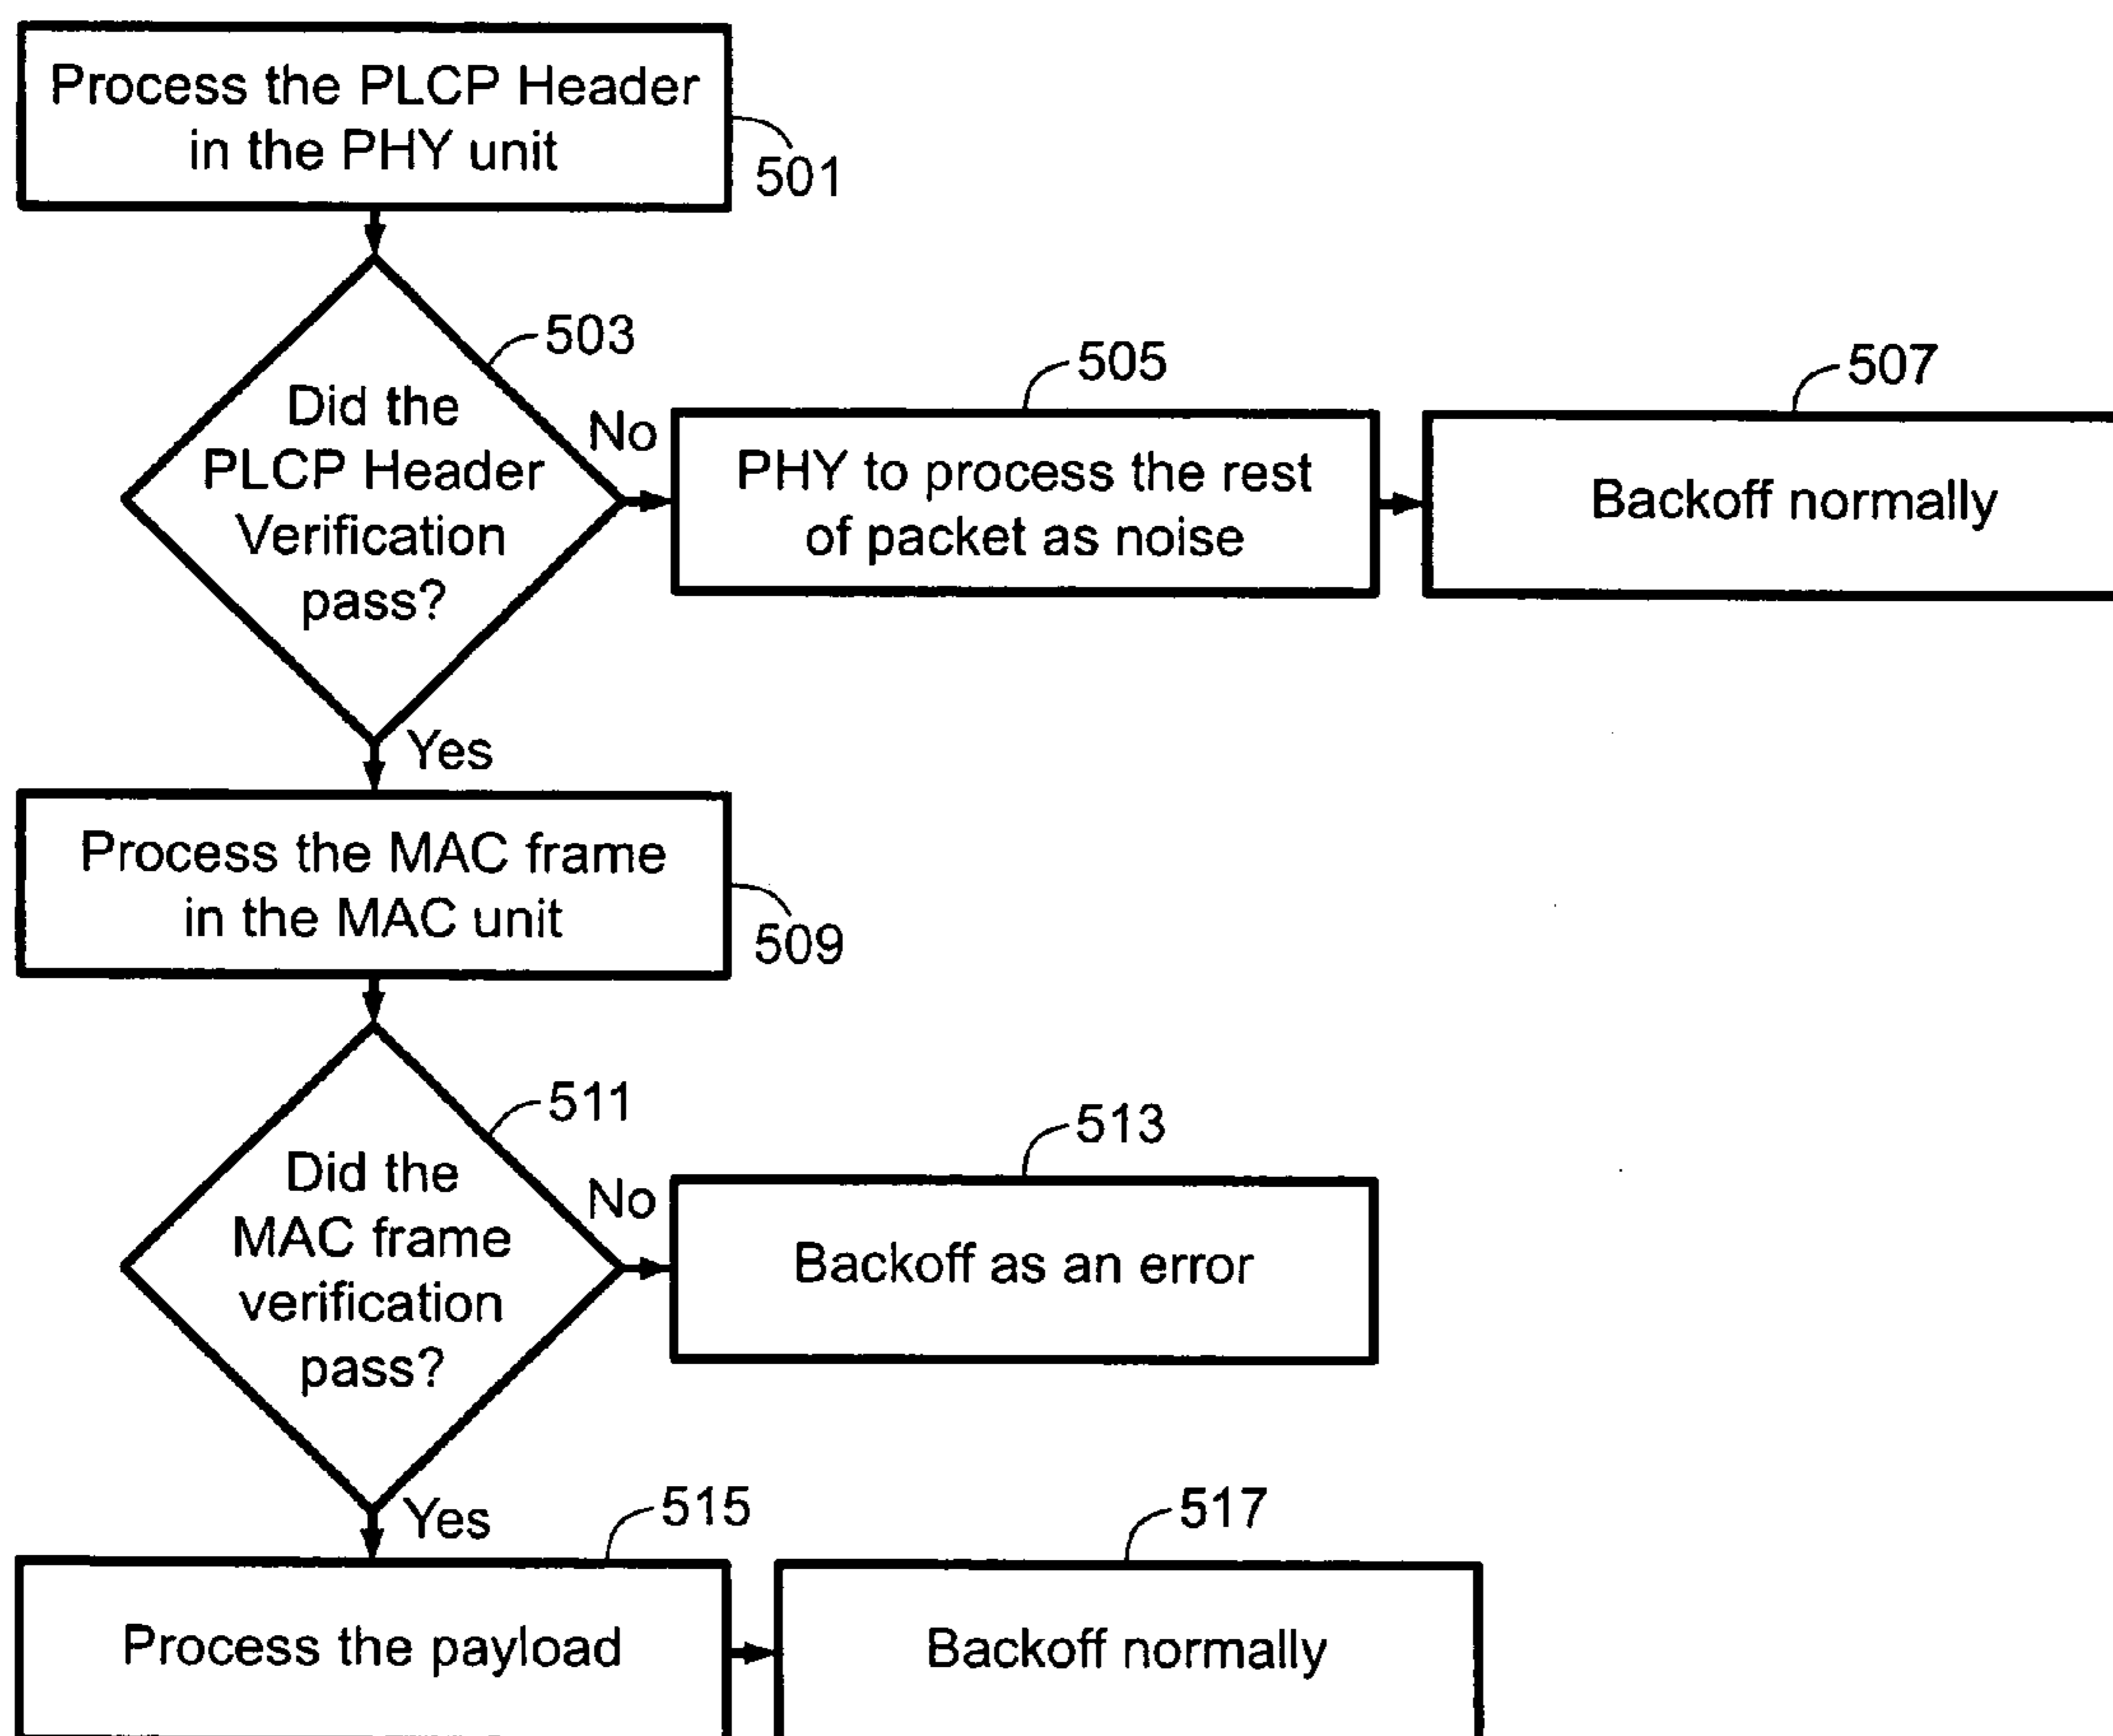 Process the PLCP Header
in the PHY unit
501
503
Did the
PLCP Header
Verification
pass?
No
505
PHY to process the rest
of packet as noise
507
Backoff normally
Yes
Process the MAC frame
in the MAC unit
509
511
Did the
MAC frame
verification
pass?
No
513
Backoff as an error
Yes
515
Process the payload
517
Backoff normally